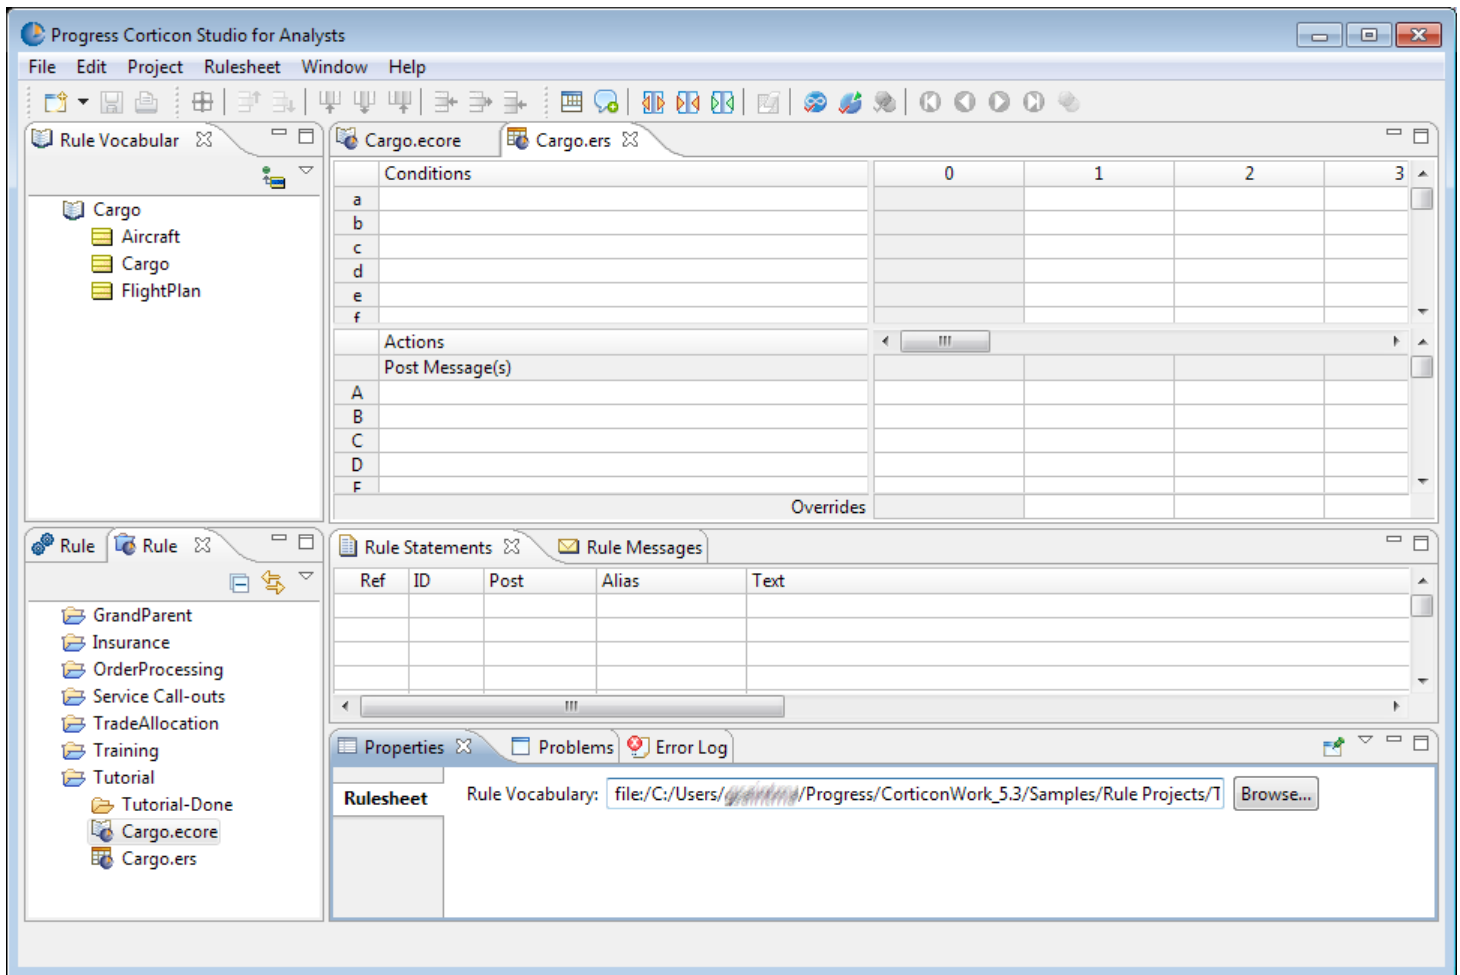 Progress Corticon Studio for Analysts
File Edit Project Rulesheet Window Help
Rule Vocabular
Cargo
Aircraft
Cargo
FlightPlan
Cargo.ecore Cargo.ers
Conditions 0 1 2 3
a
b
c
d
e
f
Actions
Post Message(s)
A
B
C
D
Overrides
Rule Rule
GrandParent
Insurance
OrderProcessing
Service Call-outs
TradeAllocation
Training
Tutorial
Tutorial-Done
Cargo.ecore
Cargo.ers
Rule Statements Rule Messages
Ref ID Post Alias Text
Properties Problems Error Log
Rulesheet Rule Vocabulary: file:/C:/Users/ /Progress/CorticonWork_5.3/Samples/Rule Projects/T Browse...